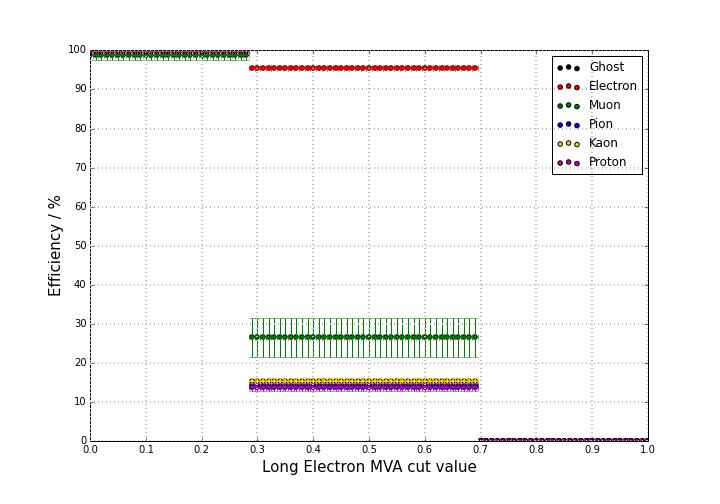 100
90
80
70
60
50
40
30
20
10
0
Efficiency / %
Ghost
Electron
Muon
Pion
Kaon
Proton
0.0 0.1 0.2 0.3 0.4 0.5 0.6 0.7 0.8 0.9 1.0
Long Electron MVA cut value